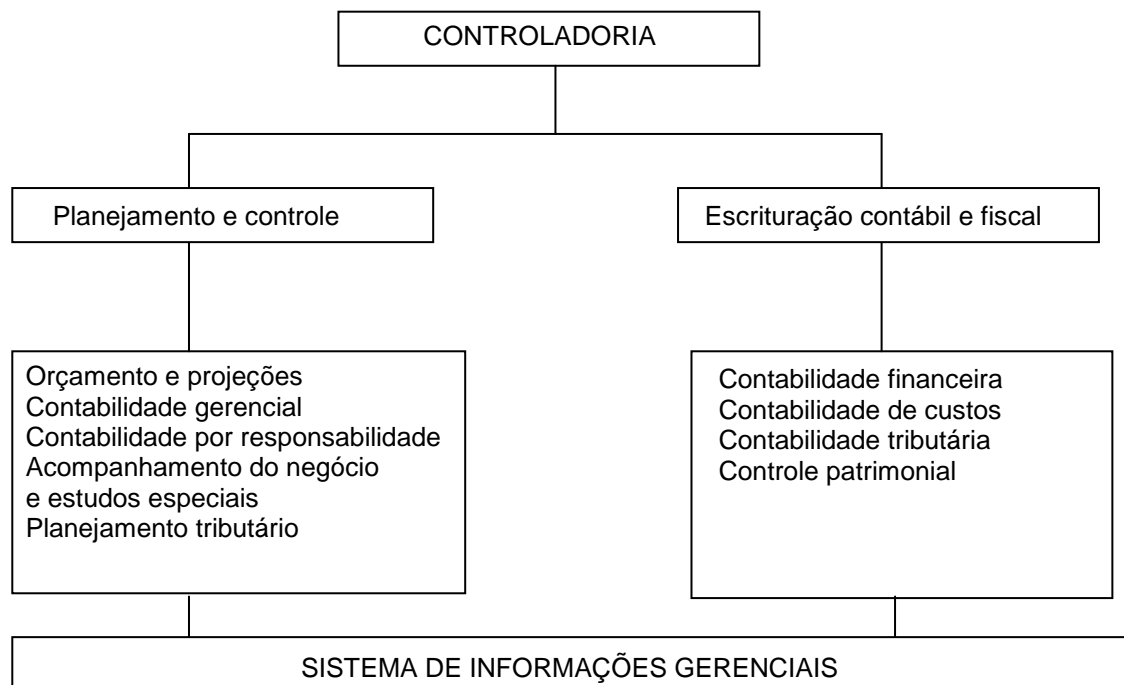 CONTROLADORIA
Planejamento e controle
Escrituração contábil e fiscal
Orçamento e projeções
Contabilidade gerencial
Contabilidade por responsabilidade
Acompanhamento do negócio
e estudos especiais
Planejamento tributário
Contabilidade financeira
Contabilidade de custos
Contabilidade tributária
Controle patrimonial
SISTEMA DE INFORMAÇÕES GERENCIAIS